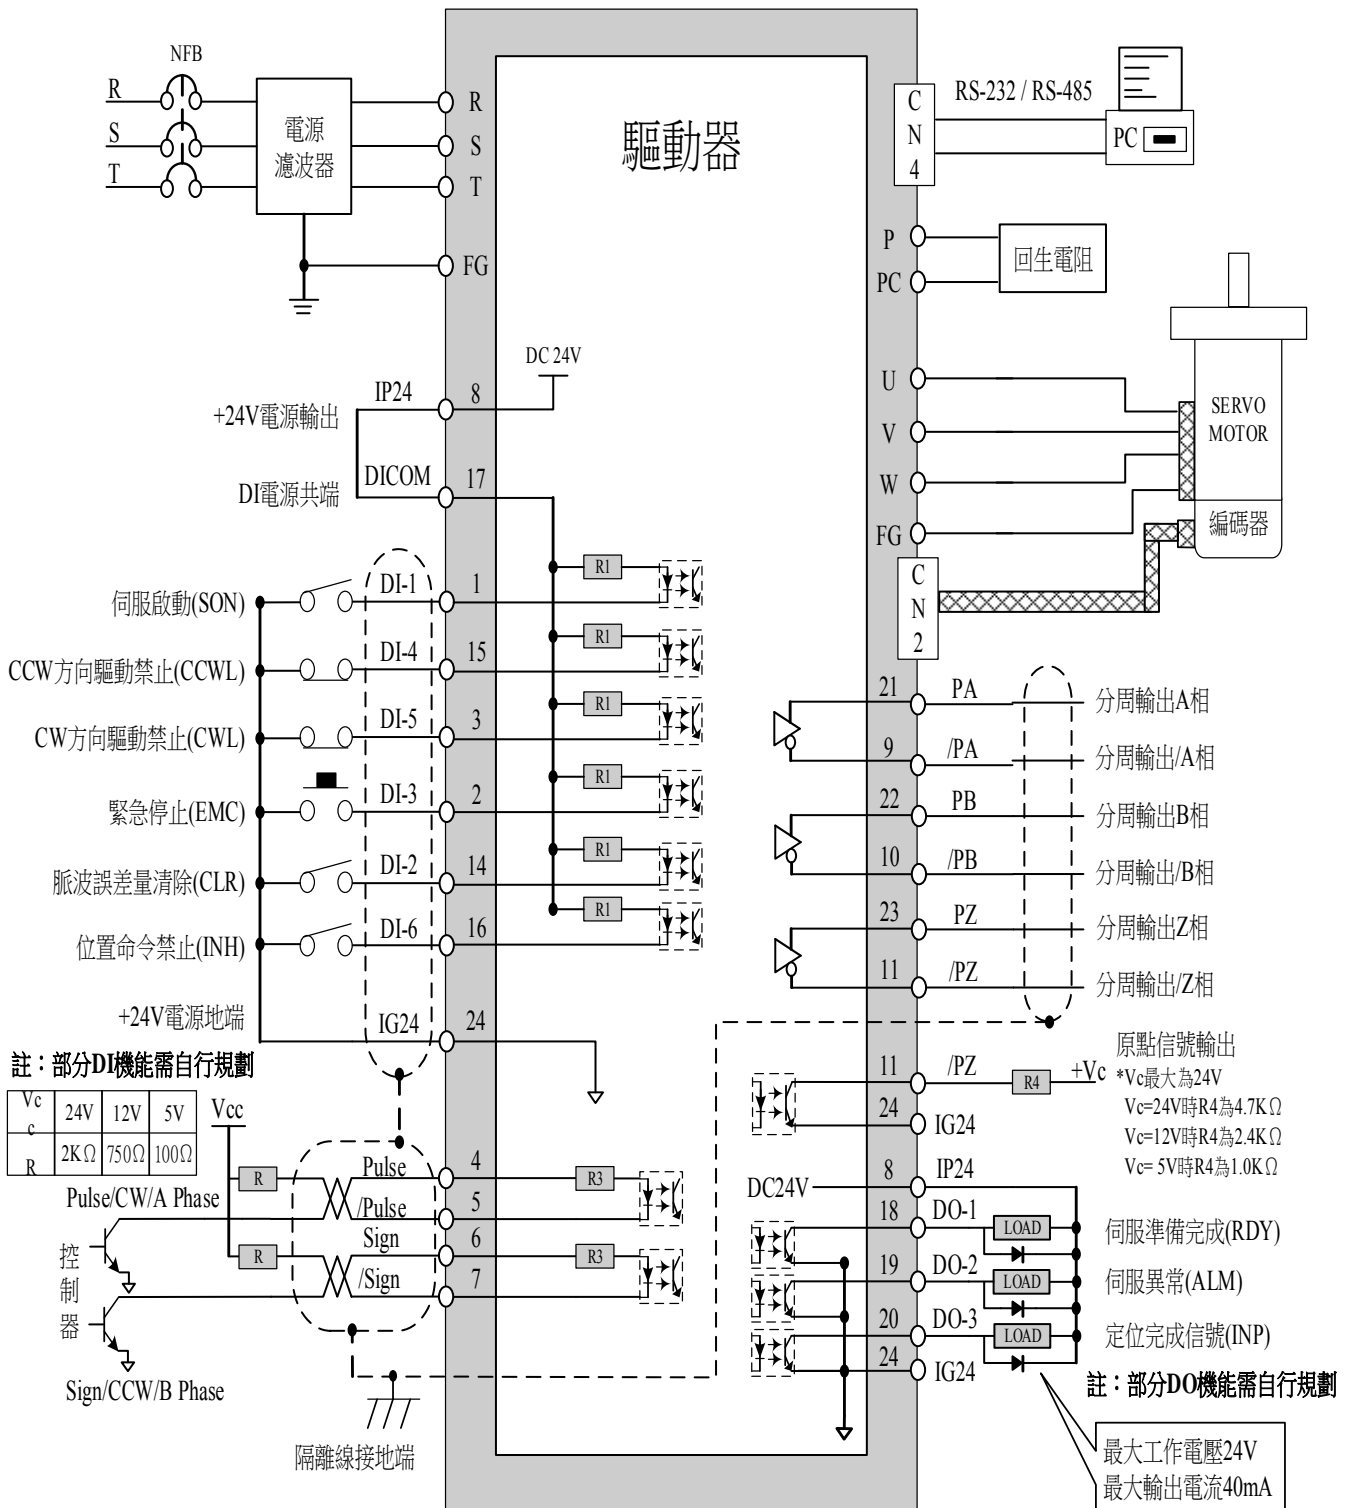 NFB
R
S
T
電源
濾波器
R
S
T
FG
驅動器
C
N
4
RS-232 / RS-485
PC
P
PC
回生電阻
DC 24V
IP24
8
+24V電源輸出
DICOM
17
DI電源共端
U
V
W
FG
SERVO
MOTOR
編碼器
C
N
2
R1
伺服啟動(SON)
DI-1
1
R1
CCW方向驅動禁止(CCWL)
DI-4
15
R1
CW方向驅動禁止(CWL)
DI-5
3
R1
緊急停止(EMC)
DI-3
2
R1
脈波誤差量清除(CLR)
DI-2
14
R1
位置命令禁止(INH)
DI-6
16
+24V電源地端
IG24
24
21
PA
分周輸出A相
9
/PA
分周輸出/A相
22
PB
分周輸出B相
10
/PB
分周輸出/B相
23
PZ
分周輸出Z相
11
/PZ
分周輸出/Z相
註：部分DI機能需自行規劃
Vc
c
24V
12V
5V
R
2KΩ
750Ω
100Ω
Vcc
R
Pulse
4
R3
Pulse/CW/A Phase
/Pulse
5
R
Sign
6
R3
/Sign
7
控
制
器
Sign/CCW/B Phase
隔離線接地端
11
/PZ
R4
+Vc
原點信號輸出
*Vc最大為24V
Vc=24V時R4為4.7KΩ
Vc=12V時R4為2.4KΩ
Vc= 5V時R4為1.0KΩ
24
IG24
DC24V
8
IP24
18
DO-1
LOAD
伺服準備完成(RDY)
19
DO-2
LOAD
伺服異常(ALM)
20
DO-3
LOAD
定位完成信號(INP)
24
IG24
註：部分DO機能需自行規劃
最大工作電壓24V
最大輸出電流40mA